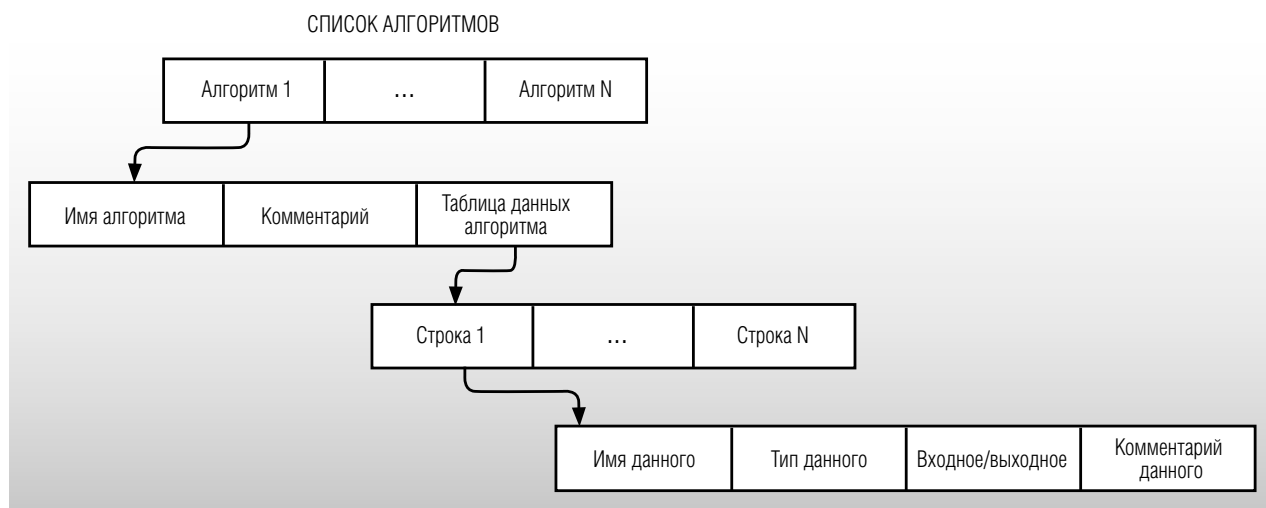 СПИСОК АЛГОРИТМОВ
Алгоритм 1
...
Алгоритм N
Имя алгоритма
Комментарий
Таблица данных
алгоритма
Строка 1
...
Строка N
Имя данного
Тип данного
Входное/выходное
Комментарий
данного